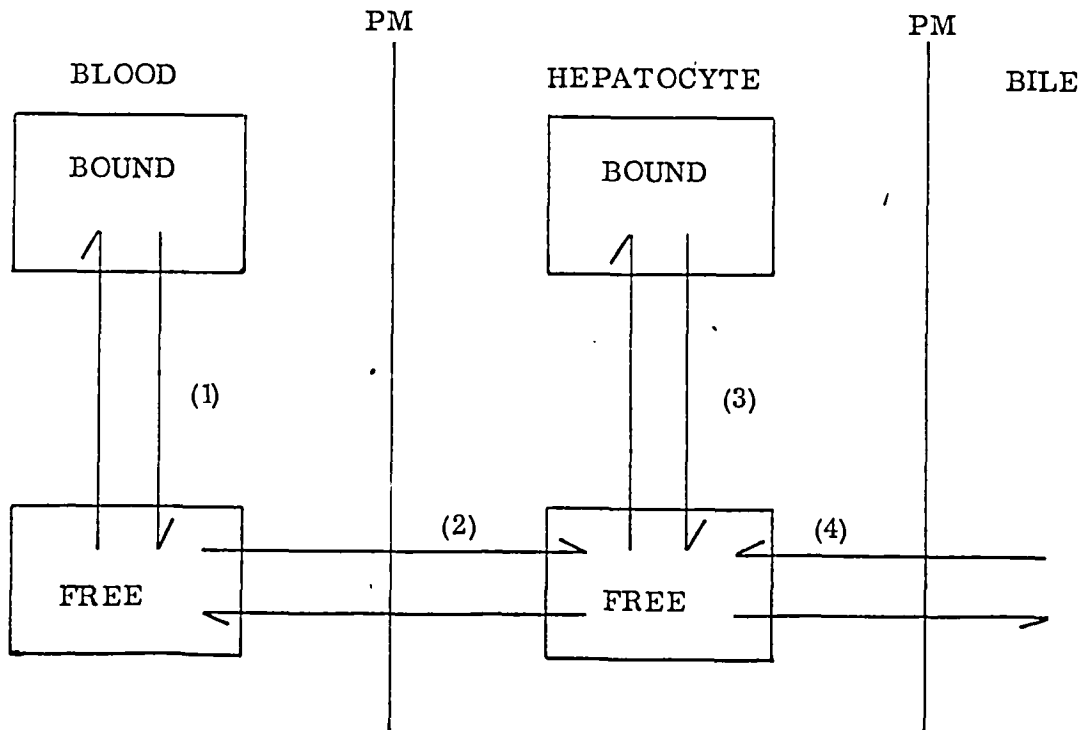 PM PM
BLOOD HEPATOCYTE BILE
BOUND BOUND
(1) (3)
(2) (4)
FREE FREE